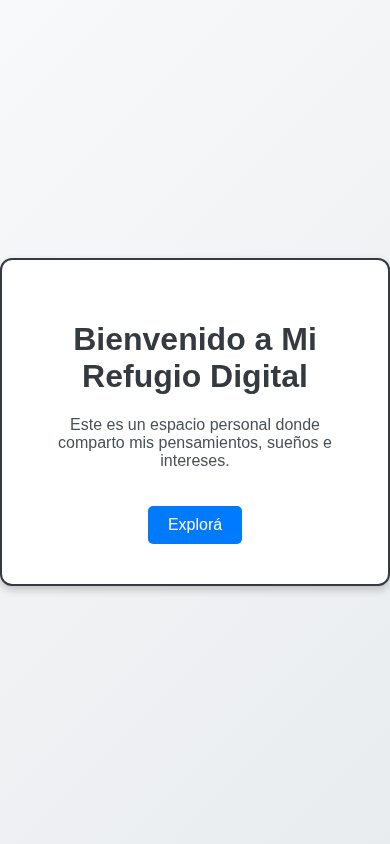 Bienvenido a Mi
Refugio Digital
Este es un espacio personal donde
comparto mis pensamientos, sueños e
intereses.
Explorá